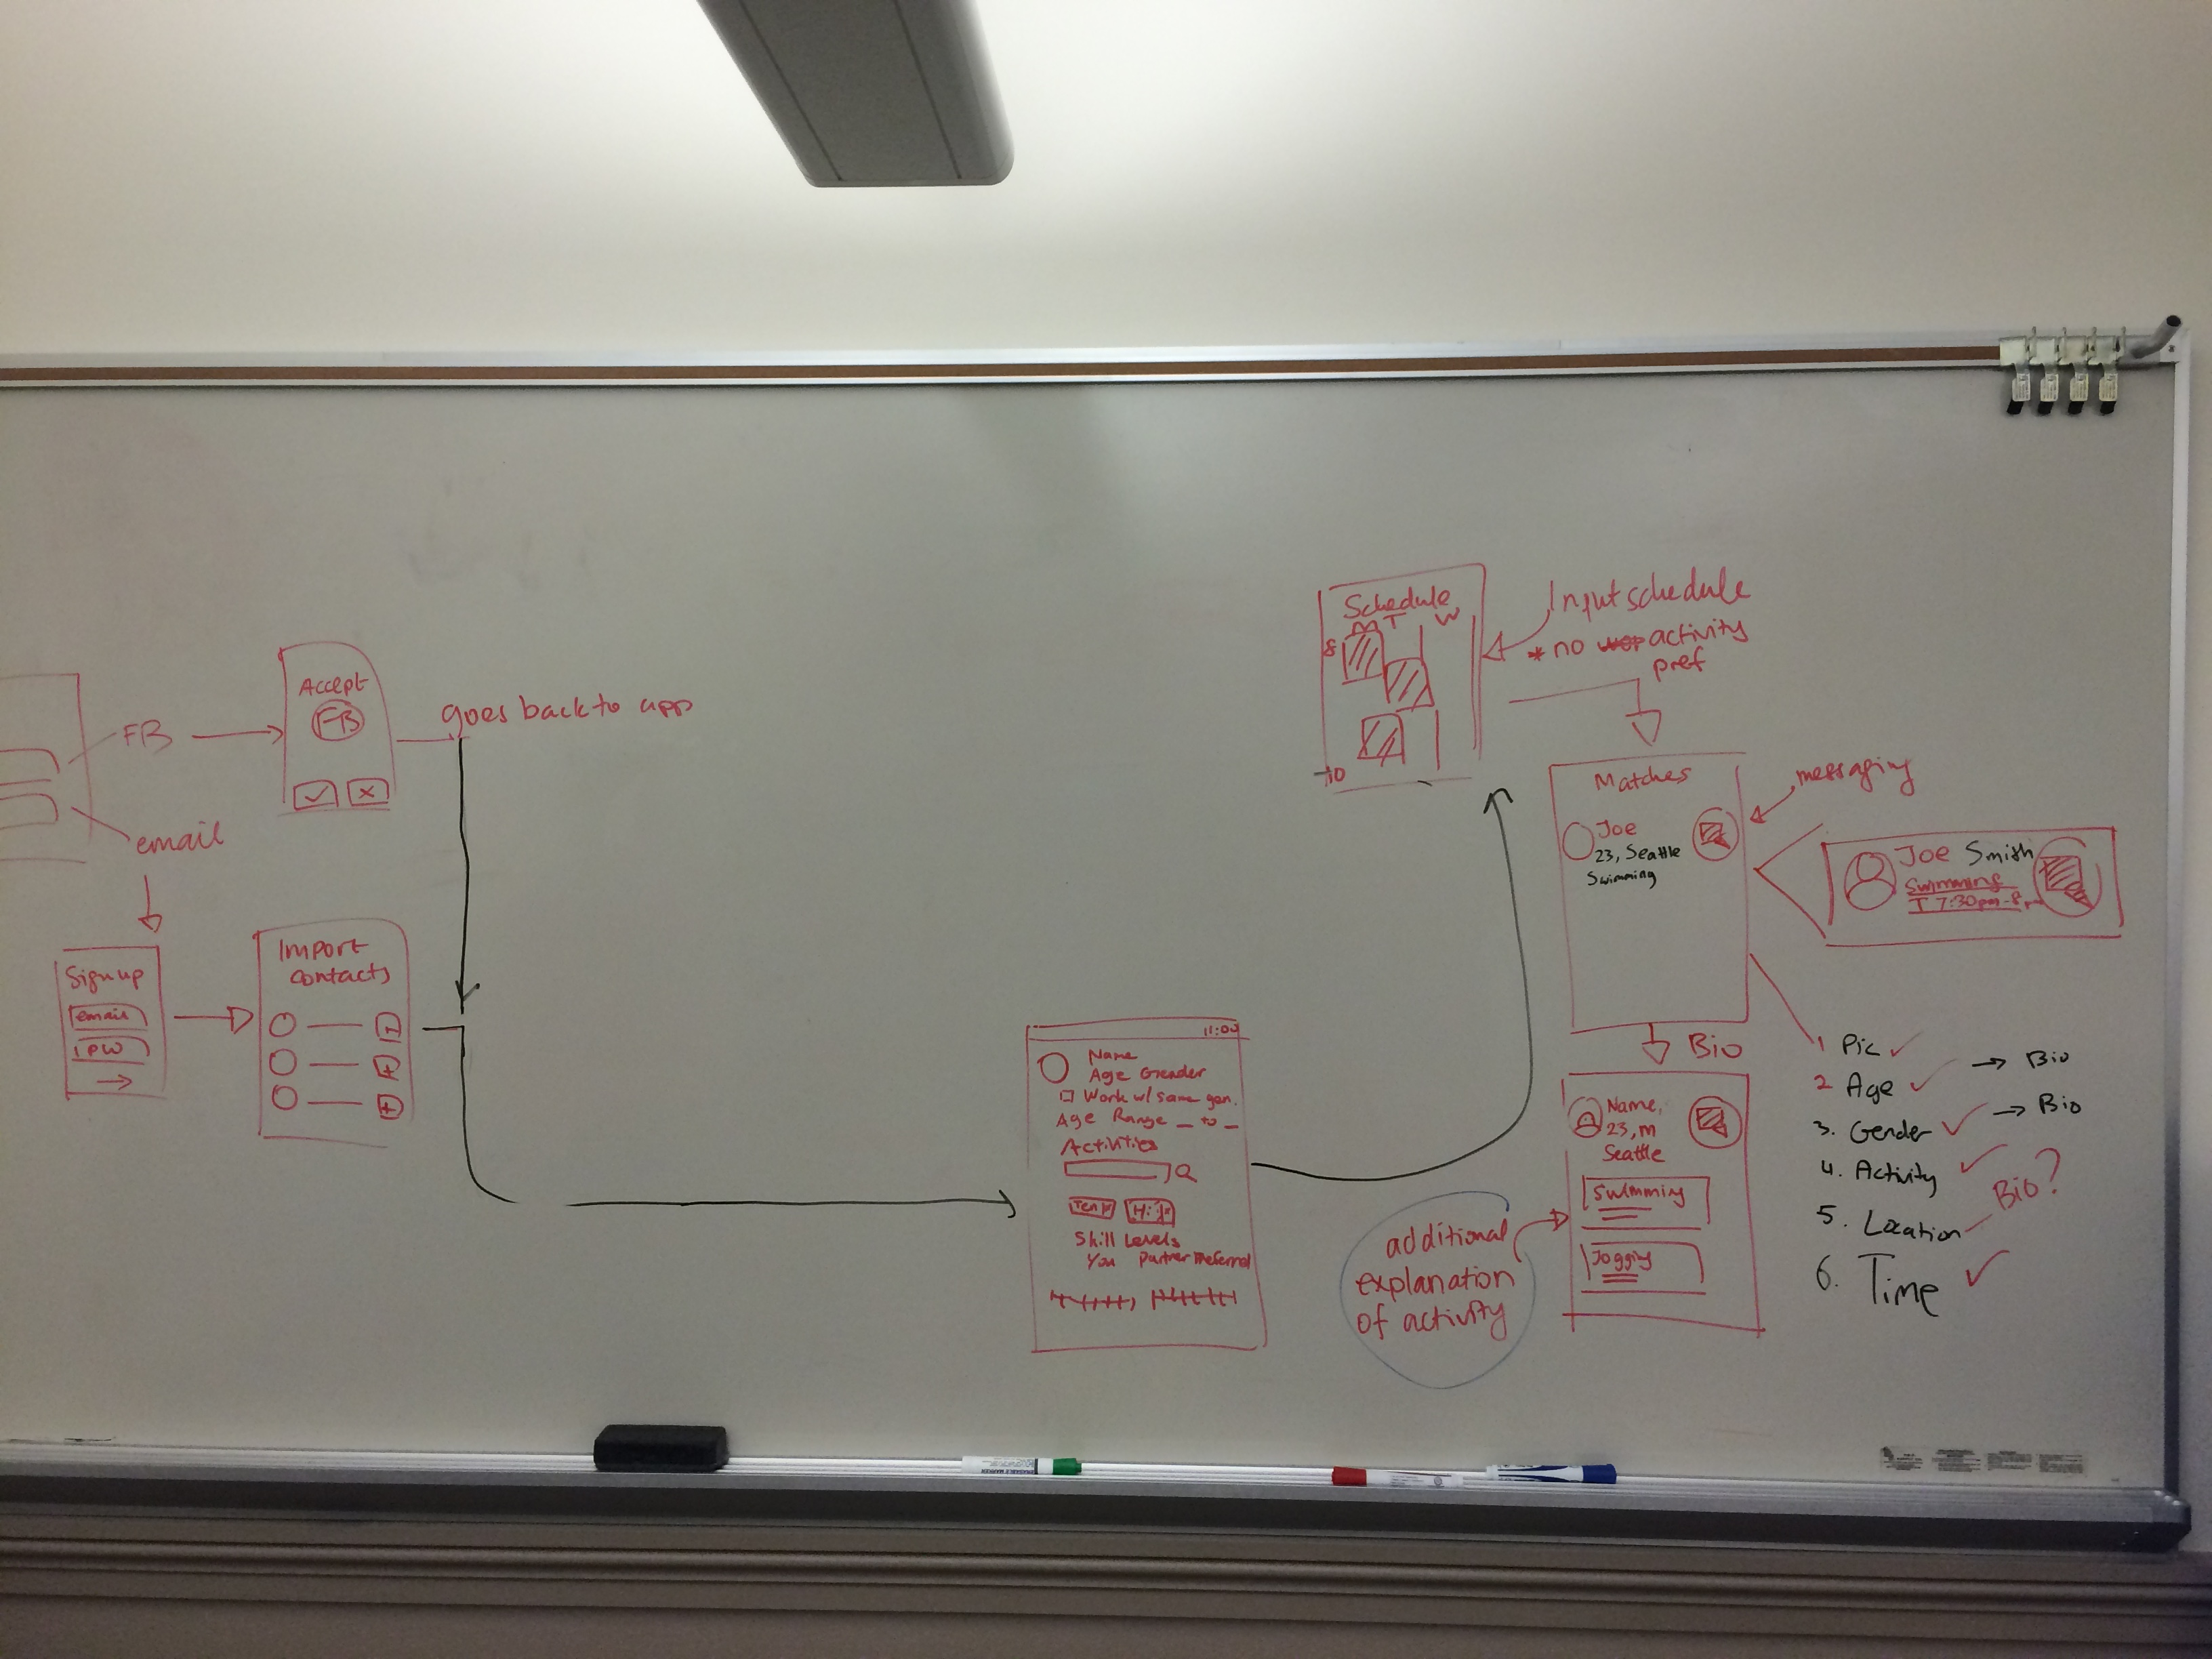 FB
email
Accept
FB
goes back to app
Sign up
email
PW
Import
contacts
11:00
Name
Age Gender
Work w/ same gen.
Age Range _ to _
Activities
Skill Levels
You Partner Preferred
Schedule
M T W
8
10
Input schedule
* no activity
pref
Matches
Joe
23, Seattle
Swimming
messaging
Joe Smith
Swimming
T 7:30pm-8pm
Bio
Name,
23, M
Seattle
Swimming
Jogging
additional
explanation
of activity
1 Pic ✓
2 Age ✓ → Bio
3. Gender ✓ → Bio
4. Activity ✓
5. Location Bio?
6. Time ✓